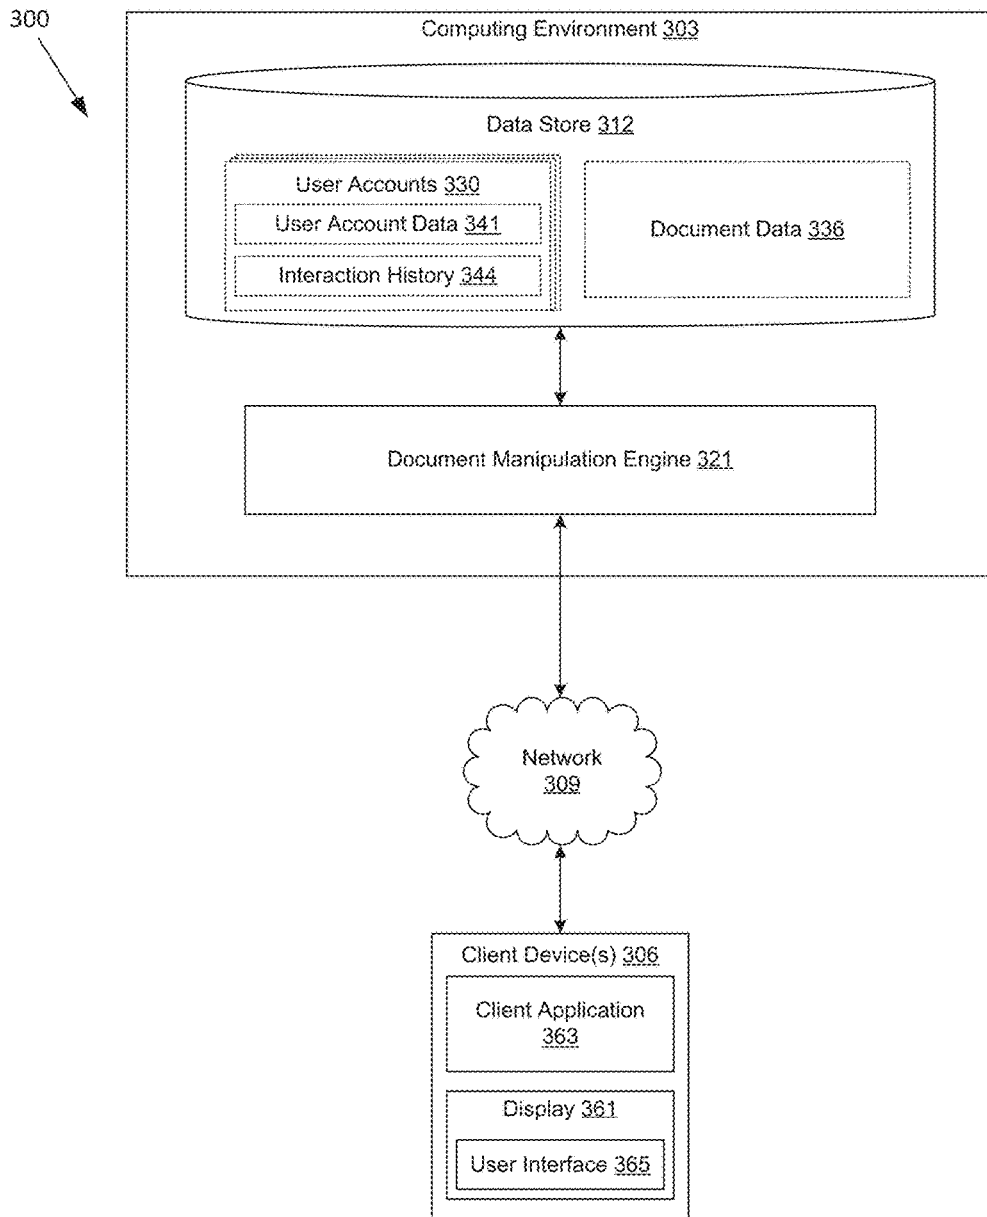 300
Computing Environment 303
Data Store 312
User Accounts 330
User Account Data 341
Interaction History 344
Document Data 336
Document Manipulation Engine 321
Network
309
Client Device(s) 306
Client Application
363
Display 361
User Interface 365